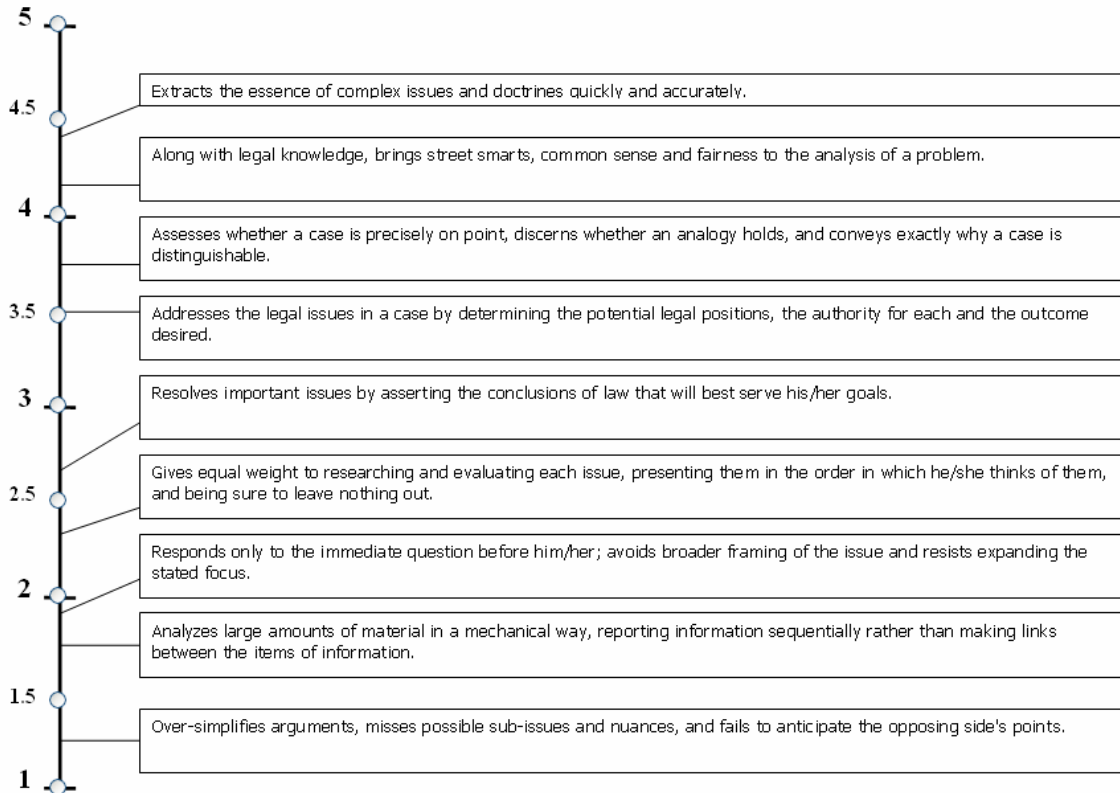 5
4.5
Extracts the essence of complex issues and doctrines quickly and accurately.
Along with legal knowledge, brings street smarts, common sense and fairness to the analysis of a problem.
4
Assesses whether a case is precisely on point, discerns whether an analogy holds, and conveys exactly why a case is
distinguishable.
3.5
Addresses the legal issues in a case by determining the potential legal positions, the authority for each and the outcome
desired.
3
Resolves important issues by asserting the conclusions of law that will best serve his/her goals.
2.5
Gives equal weight to researching and evaluating each issue, presenting them in the order in which he/she thinks of them,
and being sure to leave nothing out.
2
Responds only to the immediate question before him/her; avoids broader framing of the issue and resists expanding the
stated focus.
Analyzes large amounts of material in a mechanical way, reporting information sequentially rather than making links
between the items of information.
1.5
Over-simplifies arguments, misses possible sub-issues and nuances, and fails to anticipate the opposing side's points.
1